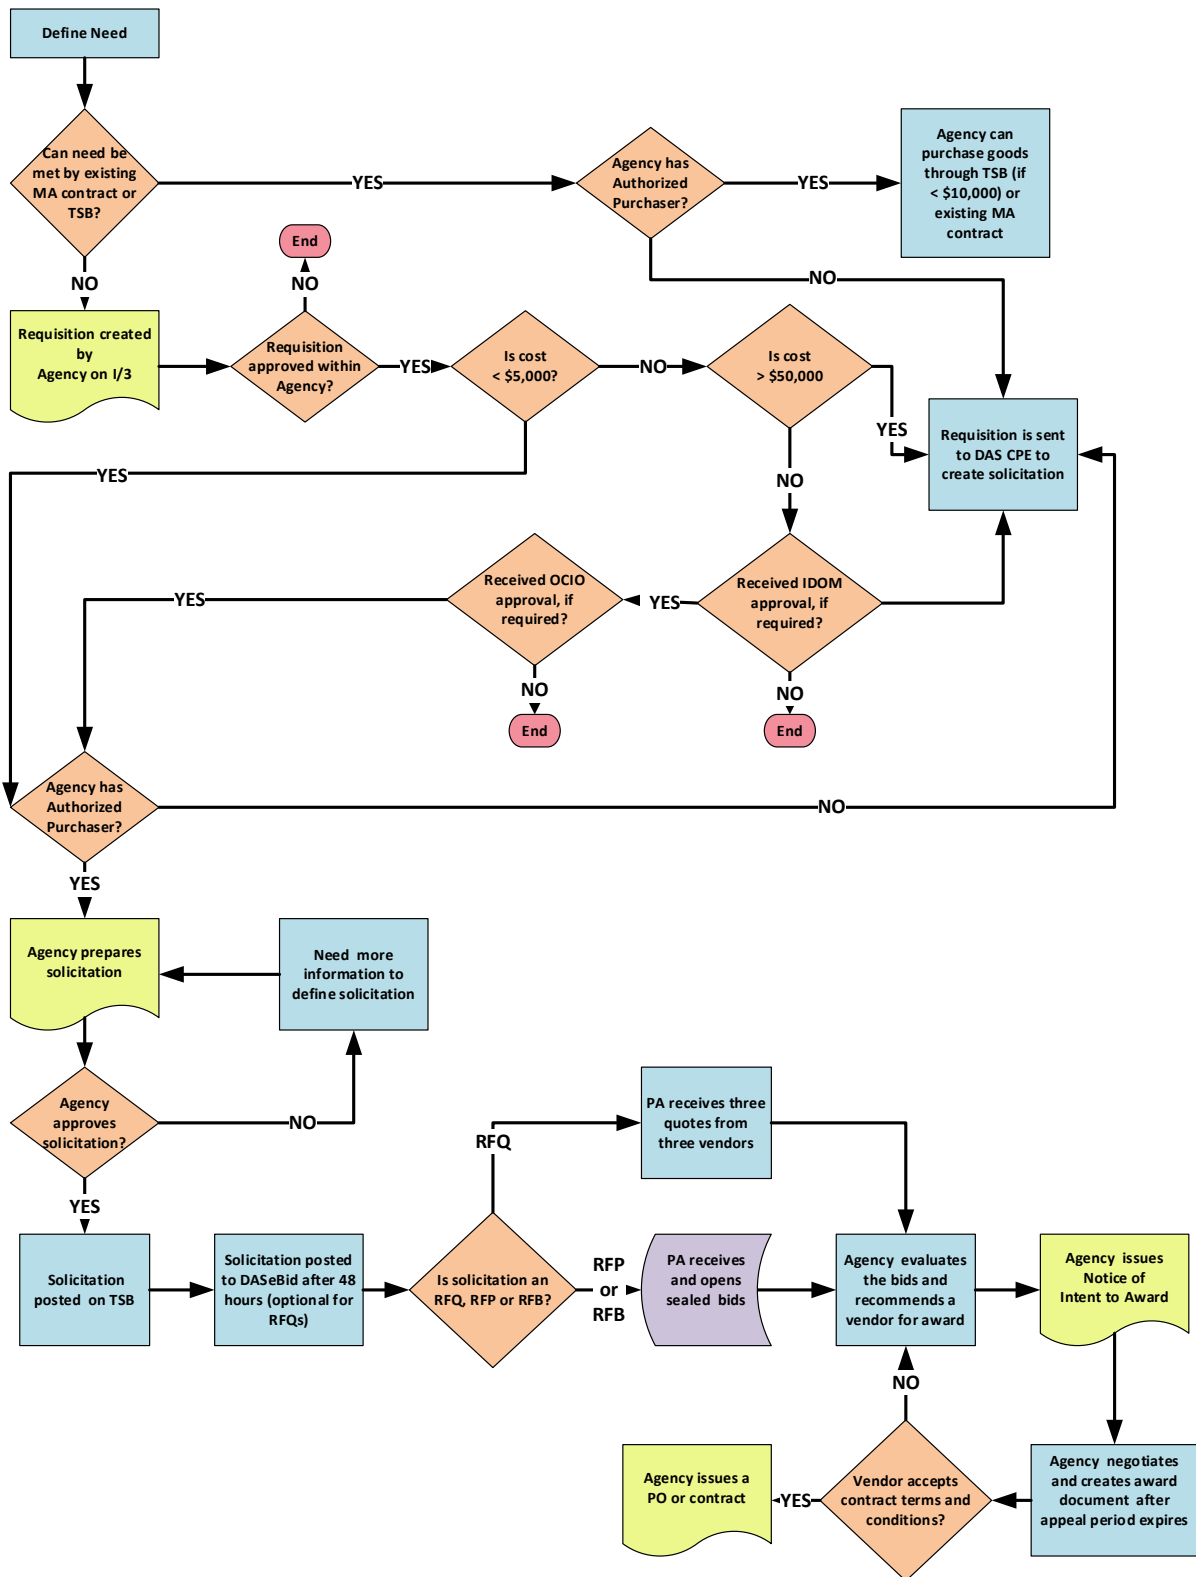 Define Need
Can need be
met by existing
MA contract or
TSB?
YES
Agency has
Authorized
Purchaser?
YES
Agency can
purchase goods
through TSB (if
< $10,000) or
existing MA
contract
End
NO
NO
NO
Requisition created
by
Agency on I/3
Requisition
approved within
Agency?
YES
Is cost
< $5,000?
NO
Is cost
> $50,000
YES
Requisition is sent
to DAS CPE to
create solicitation
YES
NO
YES
Received OCIO
approval, if
required?
YES
Received IDOM
approval, if
required?
NO
End
NO
End
Agency has
Authorized
Purchaser?
NO
YES
Agency prepares
solicitation
Need more
information to
define solicitation
Agency
approves
solicitation?
NO
YES
RFQ
PA receives three
quotes from
three vendors
Solicitation
posted on TSB
Solicitation posted
to DASeBid after 48
hours (optional for
RFQs)
Is solicitation an
RFQ, RFP or RFB?
RFP
or
RFB
PA receives
and opens
sealed bids
Agency evaluates
the bids and
recommends a
vendor for award
Agency issues
Notice of
Intent to Award
NO
Agency issues a
PO or contract
YES
Vendor accepts
contract terms and
conditions?
Agency negotiates
and creates award
document after
appeal period expires